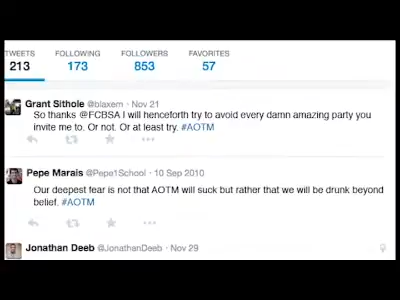 TWEETS FOLLOWING FOLLOWERS FAVORITES
213 173 853 57
Grant Sithole @blaxem · Nov 21
So thanks @FCBSA I will henceforth try to avoid every damn amazing party you
invite me to. Or not. Or at least try. #AOTM
Pepe Marais @Pepe1School · 10 Sep 2010
Our deepest fear is not that AOTM will suck but rather that we will be drunk beyond
belief. #AOTM
Jonathan Deeb @JonathanDeeb · Nov 29